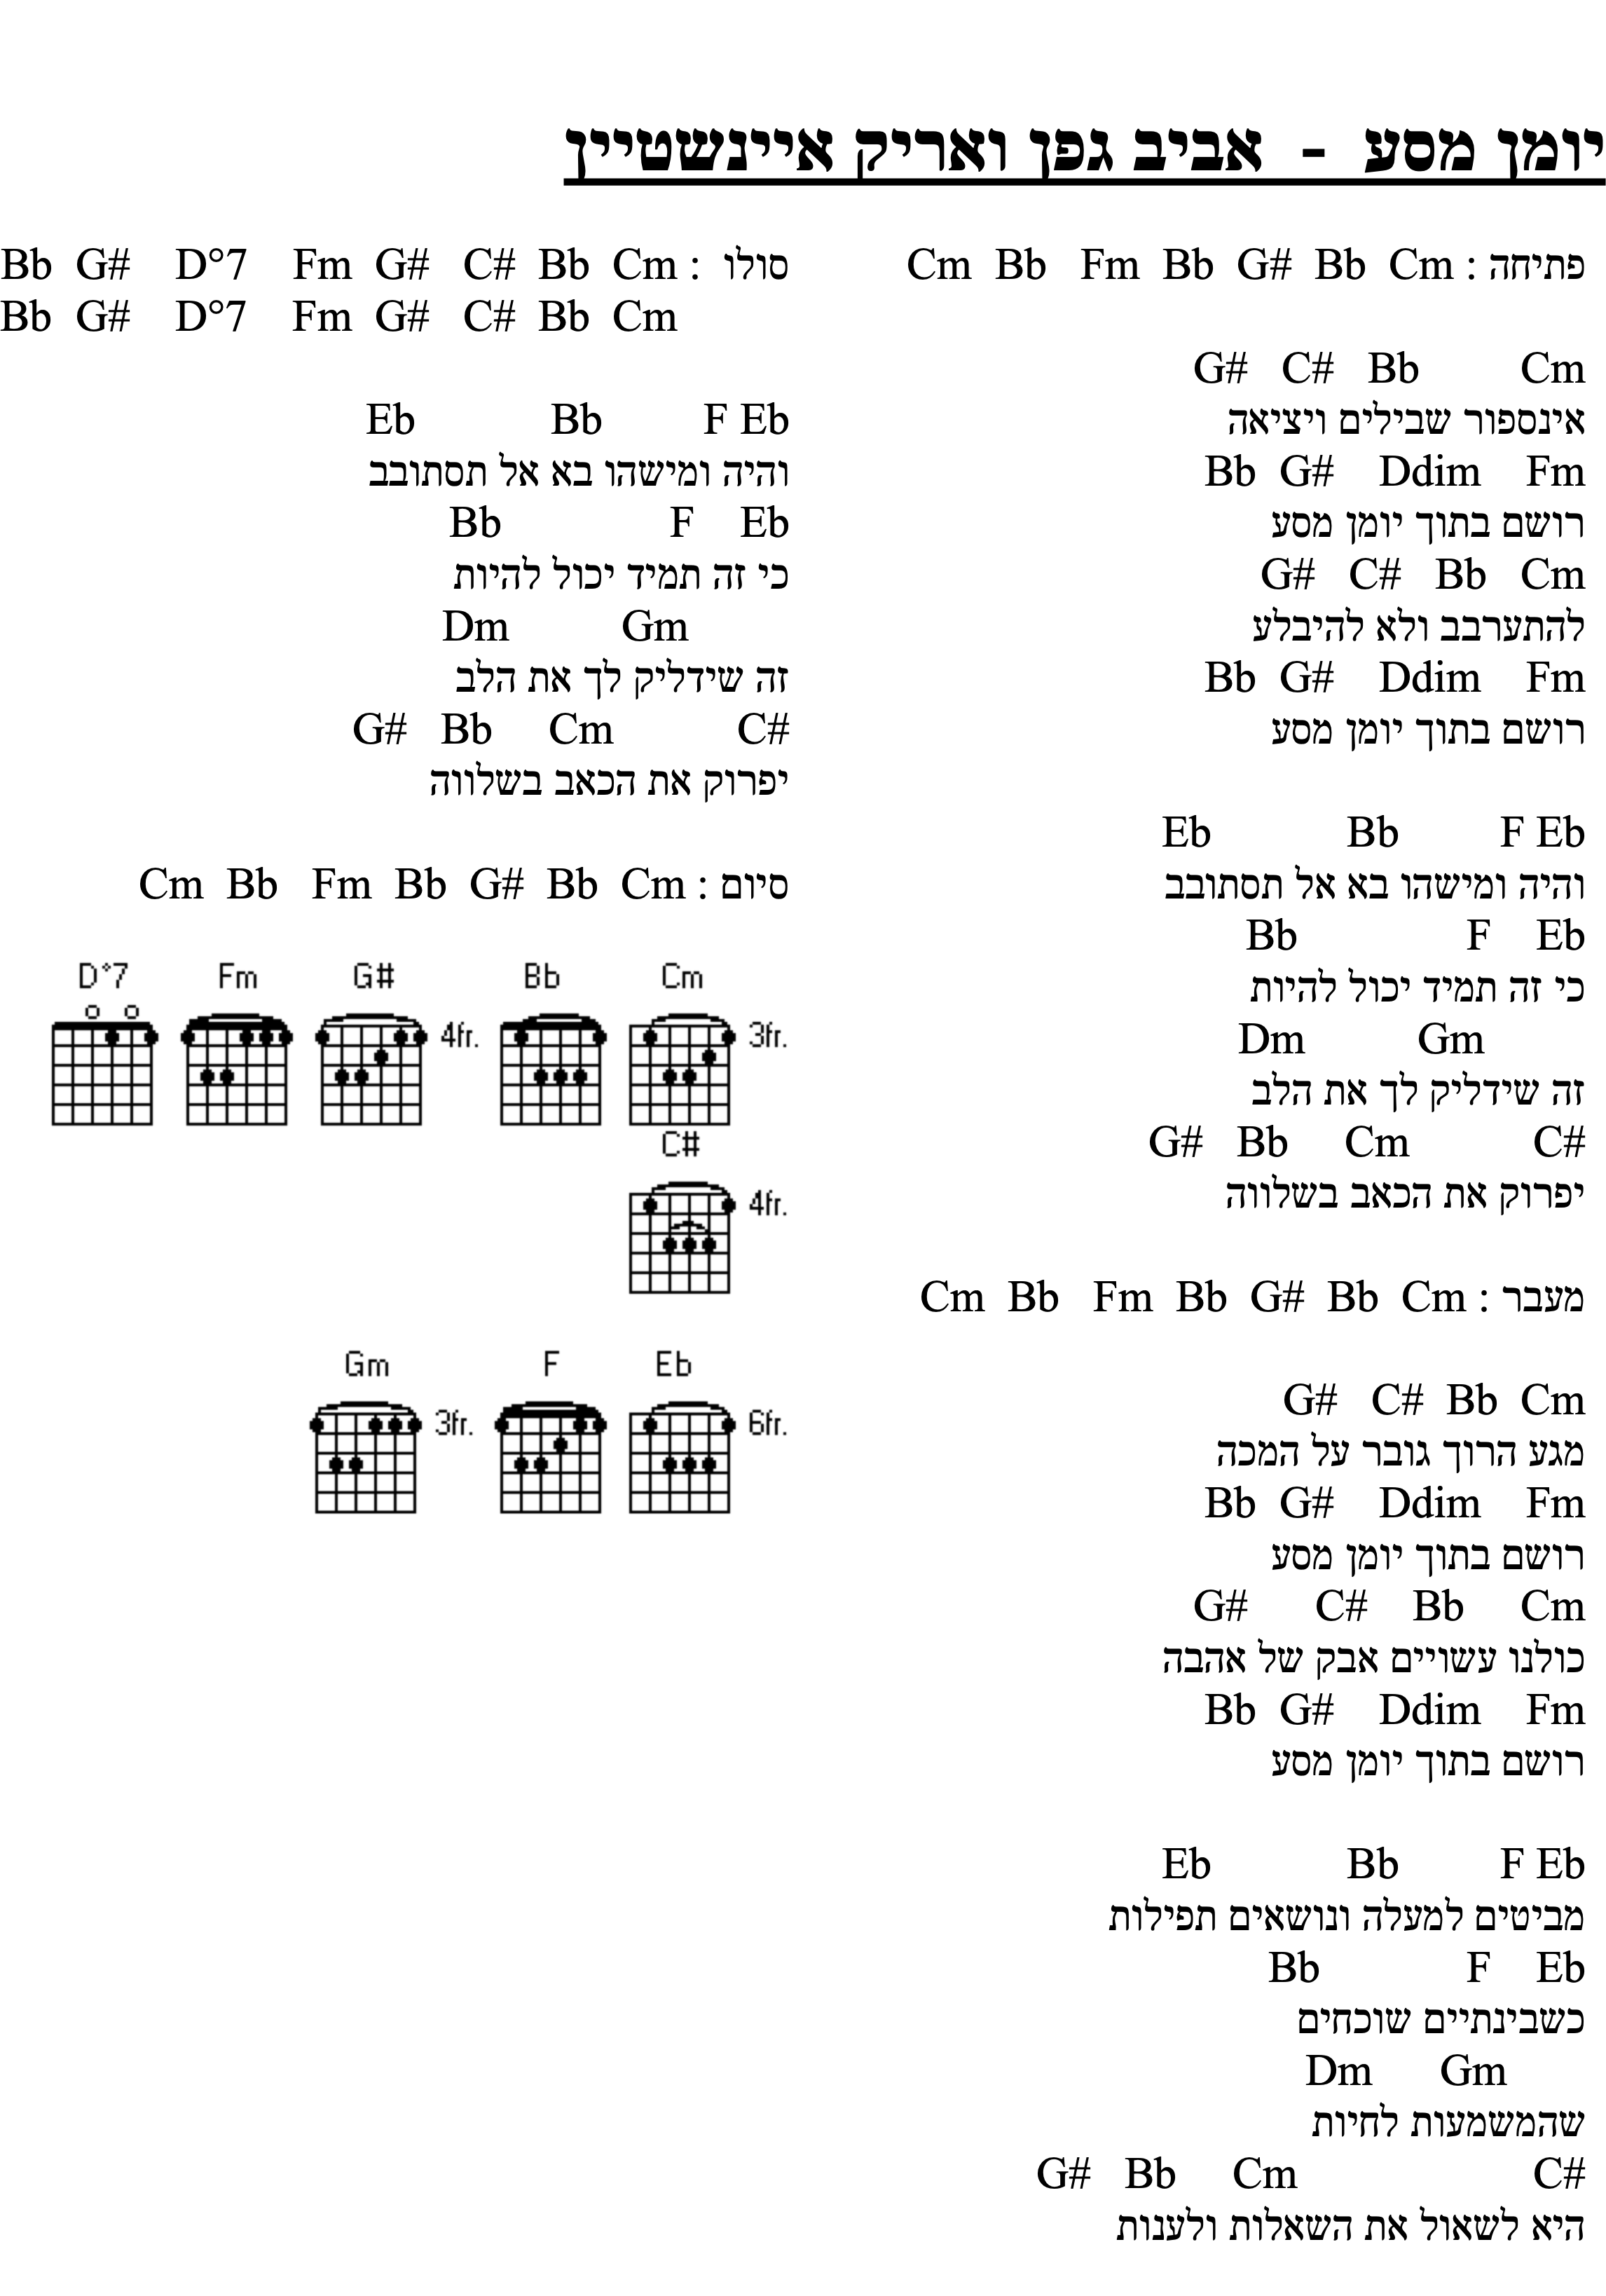 יומן מסע - אביב גפן ואריק איינשטיין
פתיחה : Cm Bb Fm Bb G# Bb Cm
G# C# Bb Cm
אינספור שבילים ויציאה
Bb G# Ddim Fm
רושם בתוך יומן מסע
G# C# Bb Cm
להתערבב ולא להיבלע
Bb G# Ddim Fm
רושם בתוך יומן מסע
Eb Bb F Eb
והיה ומישהו בא אל תסתובב
Bb F Eb
כי זה תמיד יכול להיות
Dm Gm
זה שידליק לך את הלב
G# Bb Cm C#
יפרוק את הכאב בשלווה
מעבר : Cm Bb Fm Bb G# Bb Cm
G# C# Bb Cm
מגע הרוך גובר על המכה
Bb G# Ddim Fm
רושם בתוך יומן מסע
G# C# Bb Cm
כולנו עשויים אבק של אהבה
Bb G# Ddim Fm
רושם בתוך יומן מסע
Eb Bb F Eb
מביטים למעלה ונושאים תפילות
Bb F Eb
כשבינתיים שוכחים
Dm Gm
שהמשמעות לחיות
G# Bb Cm C#
היא לשאול את השאלות ולענות
סולו : Bb G# D°7 Fm G# C# Bb Cm
Bb G# D°7 Fm G# C# Bb Cm
Eb Bb F Eb
והיה ומישהו בא אל תסתובב
Bb F Eb
כי זה תמיד יכול להיות
Dm Gm
זה שידליק לך את הלב
G# Bb Cm C#
יפרוק את הכאב בשלווה
סיום : Cm Bb Fm Bb G# Bb Cm
D°7 Fm G# Bb Cm
4fr. 3fr.
C#
4fr.
Gm F Eb
3fr. 6fr.